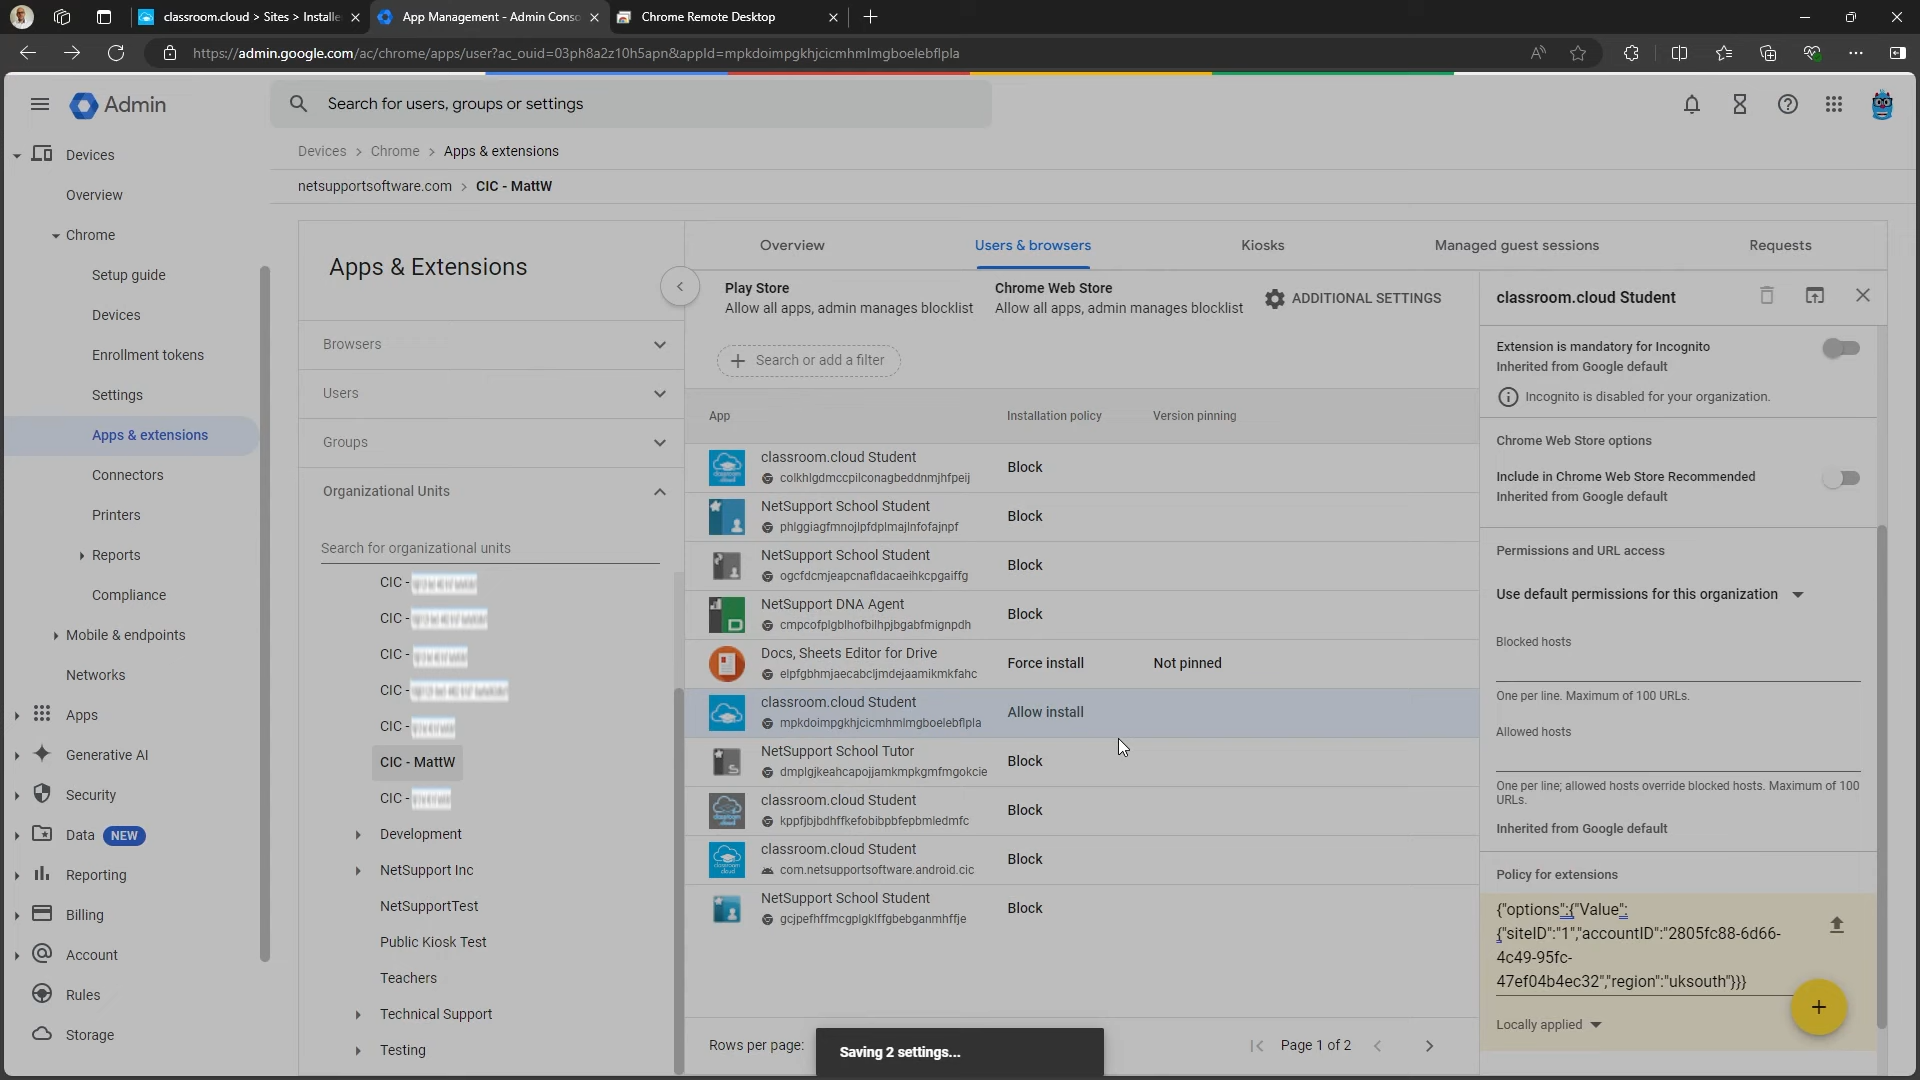 classroom.cloud > Sites > Installe
App Management - Admin Conso
Chrome Remote Desktop
https://admin.google.com/ac/chrome/apps/user?ac_ouid=03ph8a2z10h5apn&appId=mpkdoimpgkhjcicmhmlmgboelebflpla
Admin
Search for users, groups or settings
Devices
Overview
Chrome
Setup guide
Devices
Enrollment tokens
Settings
Apps & extensions
Connectors
Printers
Reports
Compliance
Mobile & endpoints
Networks
Apps
Generative AI
Security
Data NEW
Reporting
Billing
Account
Rules
Storage
Devices > Chrome > Apps & extensions
netsupportsoftware.com > CIC - MattW
Apps & Extensions
Browsers
Users
Groups
Organizational Units
Search for organizational units
CIC -
CIC -
CIC -
CIC -
CIC -
CIC - MattW
CIC -
Development
NetSupport Inc
NetSupportTest
Public Kiosk Test
Teachers
Technical Support
Testing
Overview
Users & browsers
Kiosks
Managed guest sessions
Requests
Play Store
Allow all apps, admin manages blocklist
Chrome Web Store
Allow all apps, admin manages blocklist
ADDITIONAL SETTINGS
Search or add a filter
App Installation policy Version pinning
classroom.cloud Student
colkhlgdmccpilconagbeddnmjhfpeij
Block
NetSupport School Student
phlggiagfmnojlpfdplmajlnfofajnpf
Block
NetSupport School Student
ogcfdcmjeapcnafldacaeihkcpgaiffg
Block
NetSupport DNA Agent
cmpcofplgblhofbilhpjbgabfmignpdh
Block
Docs, Sheets Editor for Drive
elpfgbhmjaecabcljmdejaamikmkfahc
Force install
Not pinned
classroom.cloud Student
mpkdoimpgkhjcicmhmlmgboelebflpla
Allow install
NetSupport School Tutor
dmplgjkeahcapojjamkmpkgmfmgokcie
Block
classroom.cloud Student
kppfjbjbdhffkefobibpbfepbmledmfc
Block
classroom.cloud Student
com.netsupportsoftware.android.cic
Block
NetSupport School Student
gcjpefhffmcgplgklffgbebganmhffje
Block
Rows per page:
Page 1 of 2
Saving 2 settings...
classroom.cloud Student
Extension is mandatory for Incognito
Inherited from Google default
Incognito is disabled for your organization.
Chrome Web Store options
Include in Chrome Web Store Recommended
Inherited from Google default
Permissions and URL access
Use default permissions for this organization
Blocked hosts
One per line. Maximum of 100 URLs.
Allowed hosts
One per line; allowed hosts override blocked hosts. Maximum of 100
URLs.
Inherited from Google default
Policy for extensions
{"options":{"Value":
{"siteID":"1","accountID":"2805fc88-6d66-
4c49-95fc-
47ef04b4ec32","region":"uksouth"}}}
Locally applied